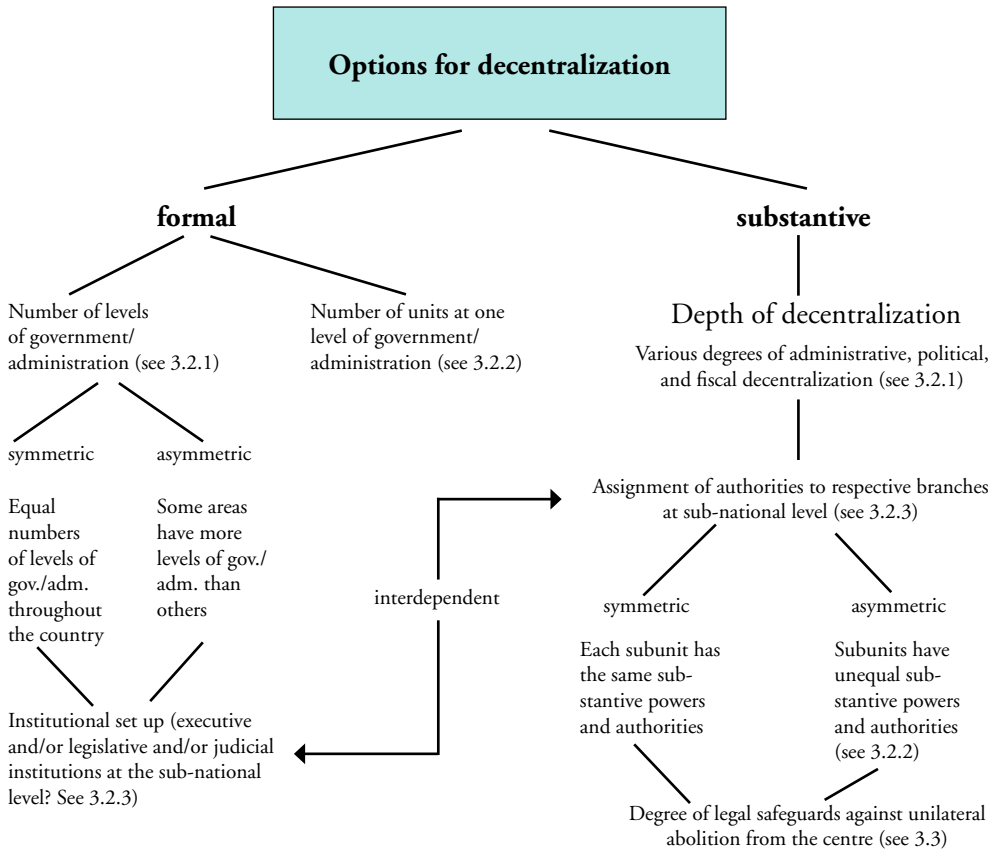 Options for decentralization
formal
substantive
Number of levels
of government/
administration (see 3.2.1)
Number of units at one
level of government/
administration (see 3.2.2)
Depth of decentralization
Various degrees of administrative, political,
and fiscal decentralization (see 3.2.1)
symmetric
asymmetric
Equal
numbers
of levels of
gov./adm.
throughout
the country
Some areas
have more
levels of gov./
adm. than
others
Assignment of authorities to respective branches
at sub-national level (see 3.2.3)
interdependent
symmetric
asymmetric
Each subunit has
the same sub-
stantive powers
and authorities
Subunits have
unequal sub-
stantive powers
and authorities
(see 3.2.2)
Institutional set up (executive
and/or legislative and/or judicial
institutions at the sub-national
level? See 3.2.3)
Degree of legal safeguards against unilateral
abolition from the centre (see 3.3)